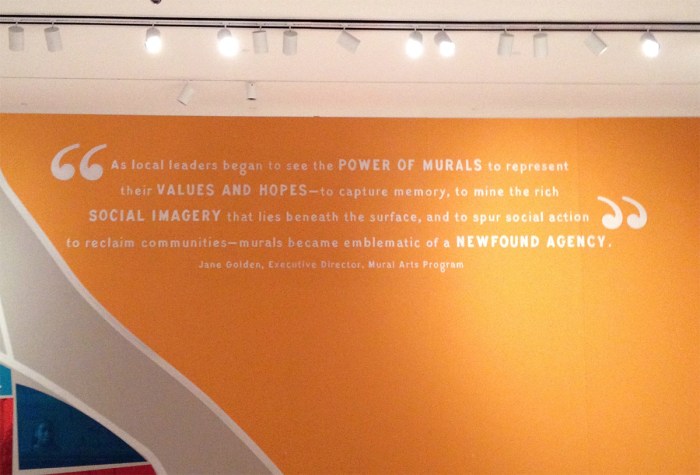 “ As local leaders began to see the POWER OF MURALS to represent
their VALUES AND HOPES—to capture memory, to mine the rich
SOCIAL IMAGERY that lies beneath the surface, and to spur social action ”
to reclaim communities—murals became emblematic of a NEWFOUND AGENCY.
Jane Golden, Executive Director, Mural Arts Program